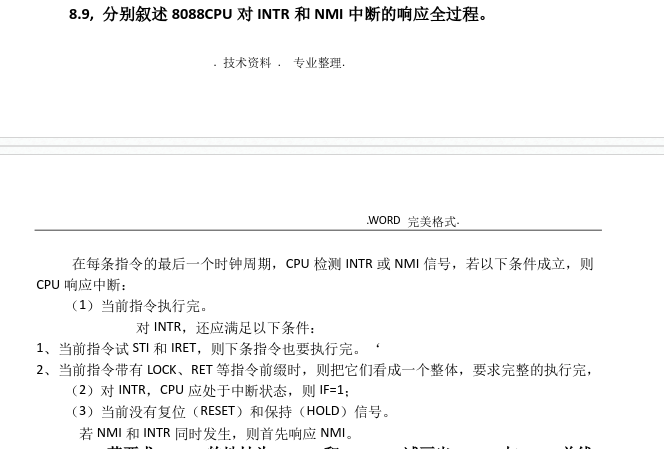 8.9, 分别叙述 8088CPU 对 INTR 和 NMI 中断的响应全过程。
. 技术资料 . 专业整理.
.WORD 完美格式.
在每条指令的最后一个时钟周期，CPU 检测 INTR 或 NMI 信号，若以下条件成立，则
CPU 响应中断：
（1）当前指令执行完。
对 INTR，还应满足以下条件：
1、当前指令试 STI 和 IRET，则下条指令也要执行完。‘
2、当前指令带有 LOCK、RET 等指令前缀时，则把它们看成一个整体，要求完整的执行完，
（2）对 INTR，CPU 应处于中断状态，则 IF=1；
（3）当前没有复位（RESET）和保持（HOLD）信号。
若 NMI 和 INTR 同时发生，则首先响应 NMI。